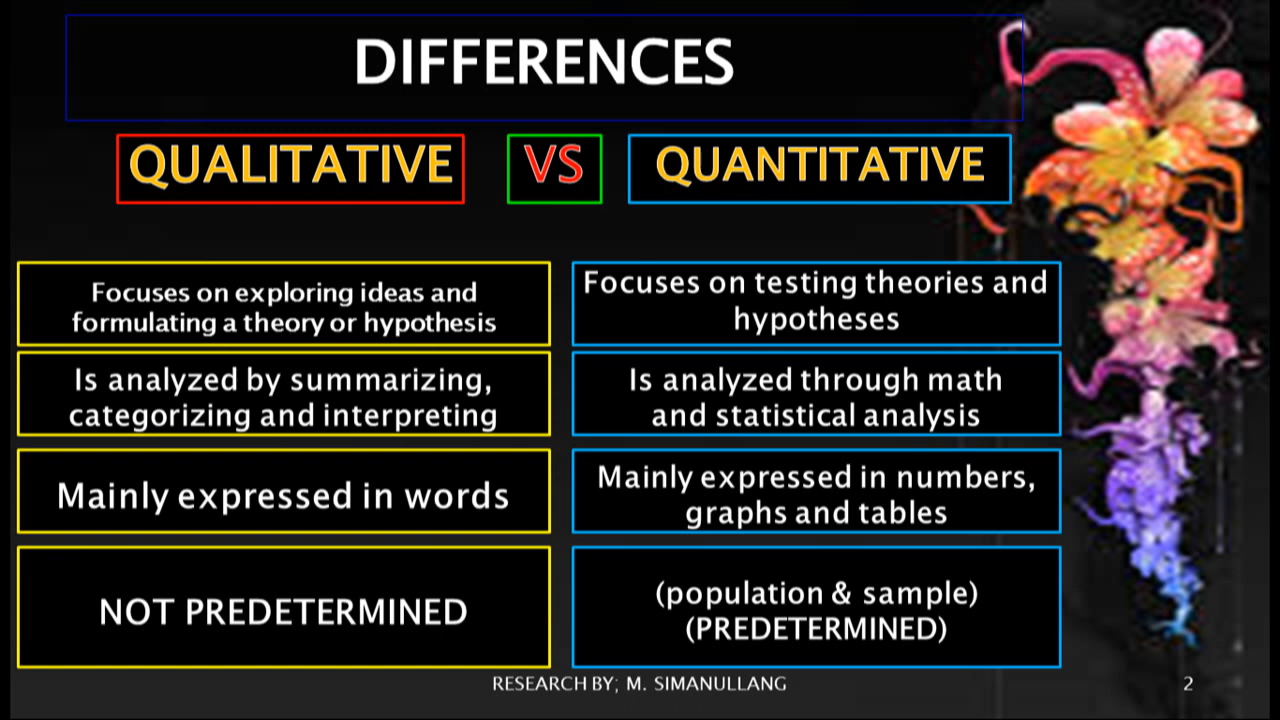 DIFFERENCES
QUALITATIVE VS QUANTITATIVE
Focuses on exploring ideas and
formulating a theory or hypothesis
Focuses on testing theories and
hypotheses
Is analyzed by summarizing,
categorizing and interpreting
Is analyzed through math
and statistical analysis
Mainly expressed in words
Mainly expressed in numbers,
graphs and tables
NOT PREDETERMINED
(population & sample)
(PREDETERMINED)
RESEARCH BY; M. SIMANULLANG
2